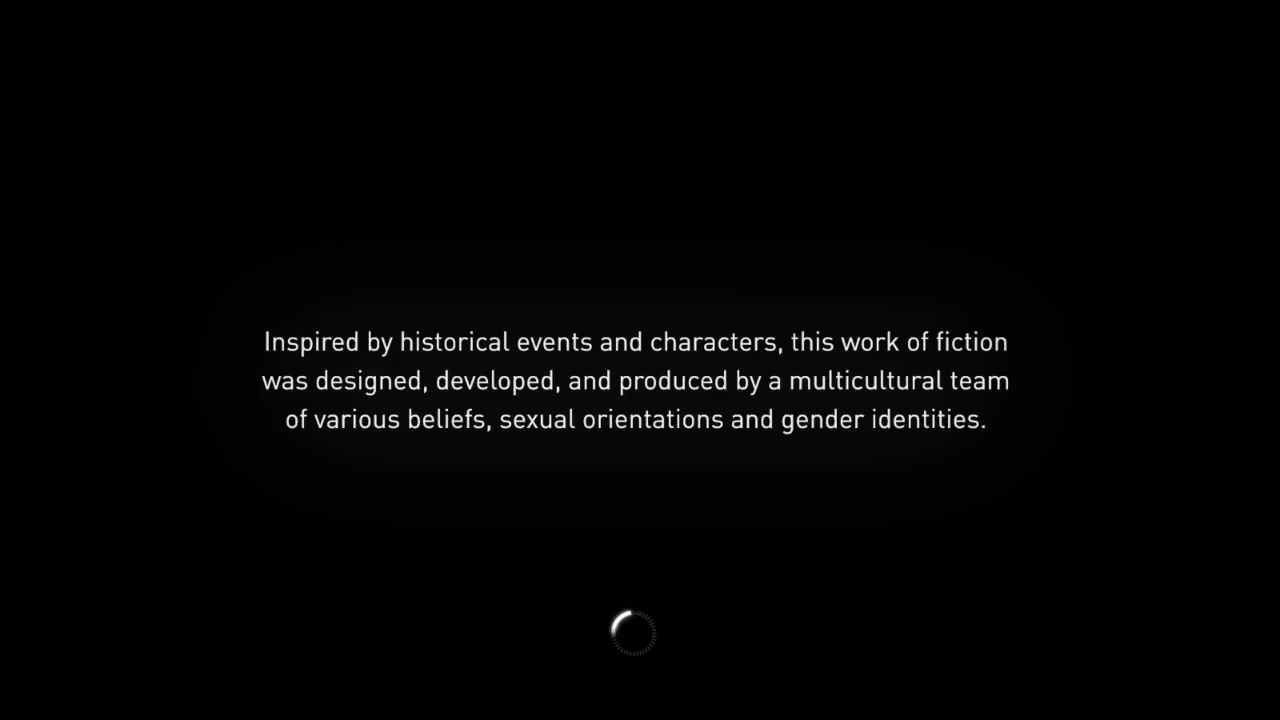 Inspired by historical events and characters, this work of fiction
was designed, developed, and produced by a multicultural team
of various beliefs, sexual orientations and gender identities.